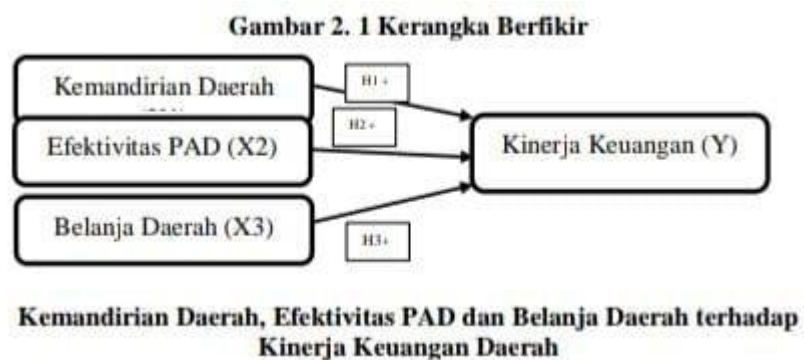 Gambar 2. 1 Kerangka Berfikir
Kemandirian Daerah
H1 +
H2 +
Efektivitas PAD (X2)
Kinerja Keuangan (Y)
Belanja Daerah (X3)
H3+
Kemandirian Daerah, Efektivitas PAD dan Belanja Daerah terhadap
Kinerja Keuangan Daerah